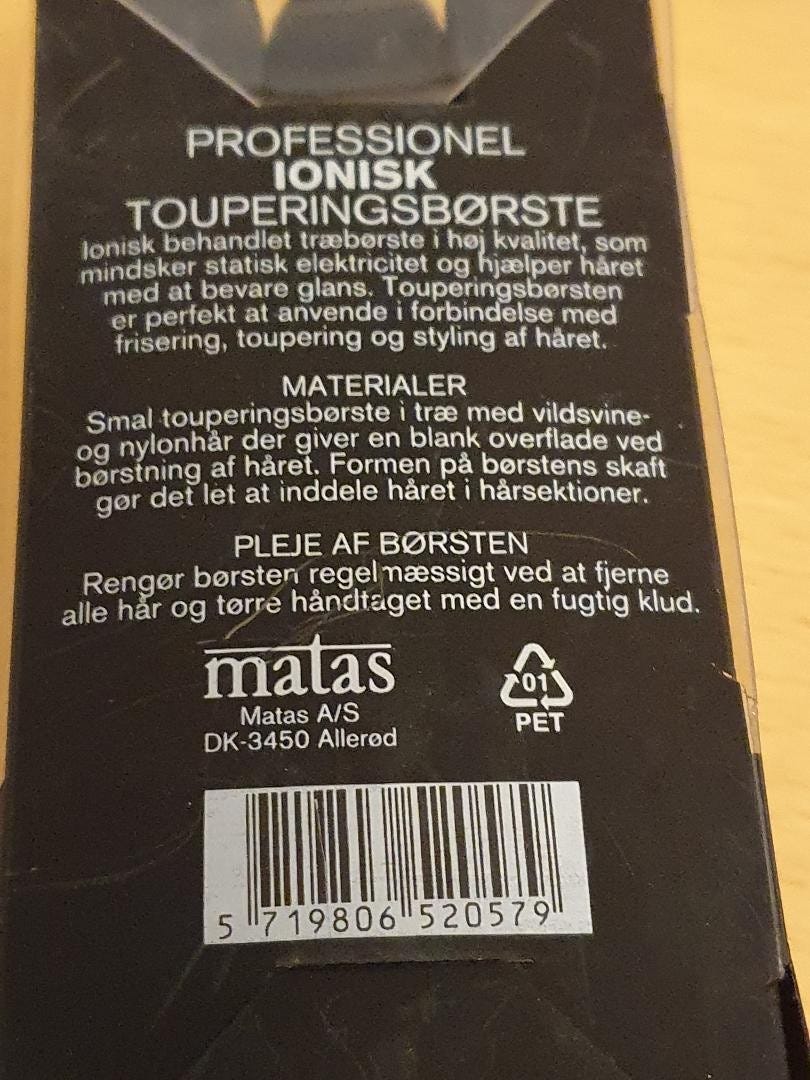 PROFESSIONEL
IONISK
TOUPERINGSBØRSTE
Ionisk behandlet træbørste i høj kvalitet, som
mindsker statisk elektricitet og hjælper håret
med at bevare glans. Touperingsbørsten
er perfekt at anvende i forbindelse med
frisering, toupering og styling af håret.
MATERIALER
Smal touperingsbørste i træ med vildsvine-
og nylonhår der giver en blank overflade ved
børstning af håret. Formen på børstens skaft
gør det let at inddele håret i hårsektioner.
PLEJE AF BØRSTEN
Rengør børsten regelmæssigt ved at fjerne
alle hår og tørre håndtaget med en fugtig klud.
matas
Matas A/S
DK-3450 Allerød
01
PET
5 719806 520579